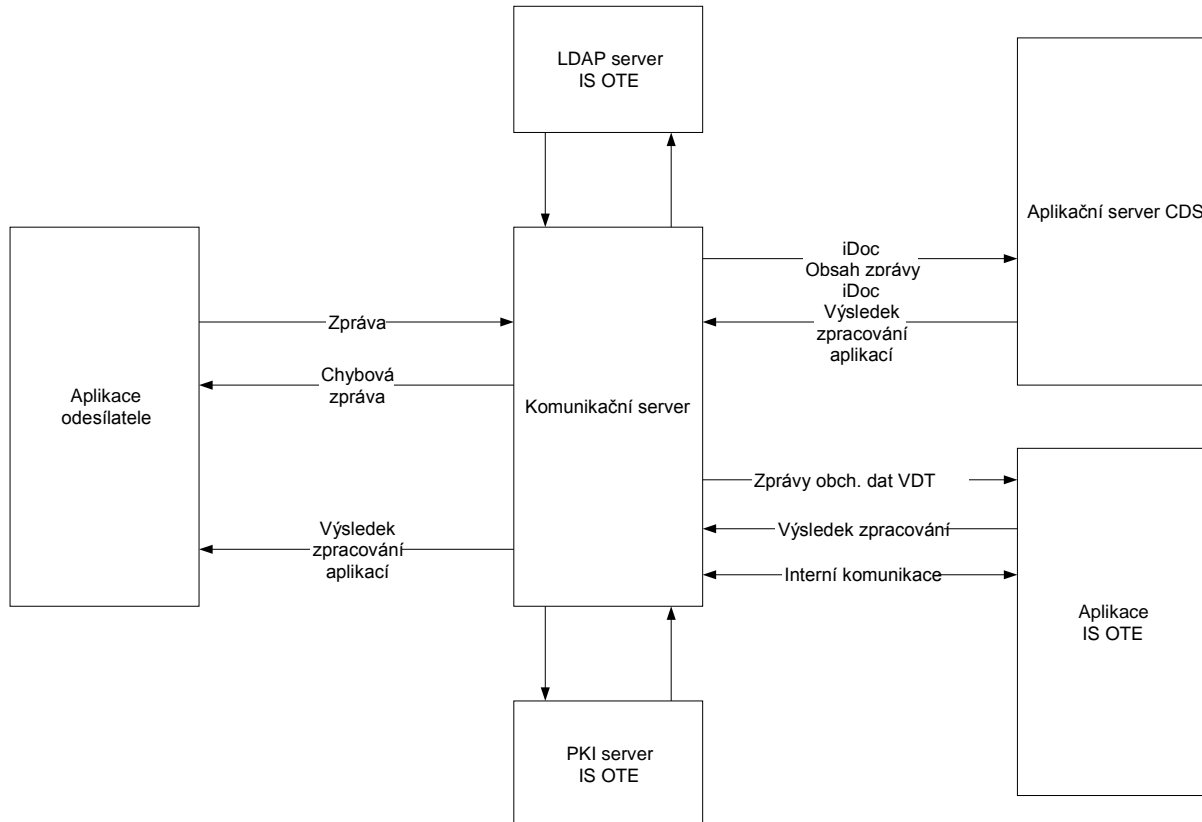 LDAP server
IS OTE
Aplikační server CDS
iDoc
Obsah zprávy
iDoc
Výsledek
zpracování
aplikací
Zpráva
Chybová
zpráva
Aplikace
odesílatele
Komunikační server
Výsledek
zpracování
aplikací
Zprávy obch. dat VDT
Výsledek zpracování
Interní komunikace
Aplikace
IS OTE
PKI server
IS OTE